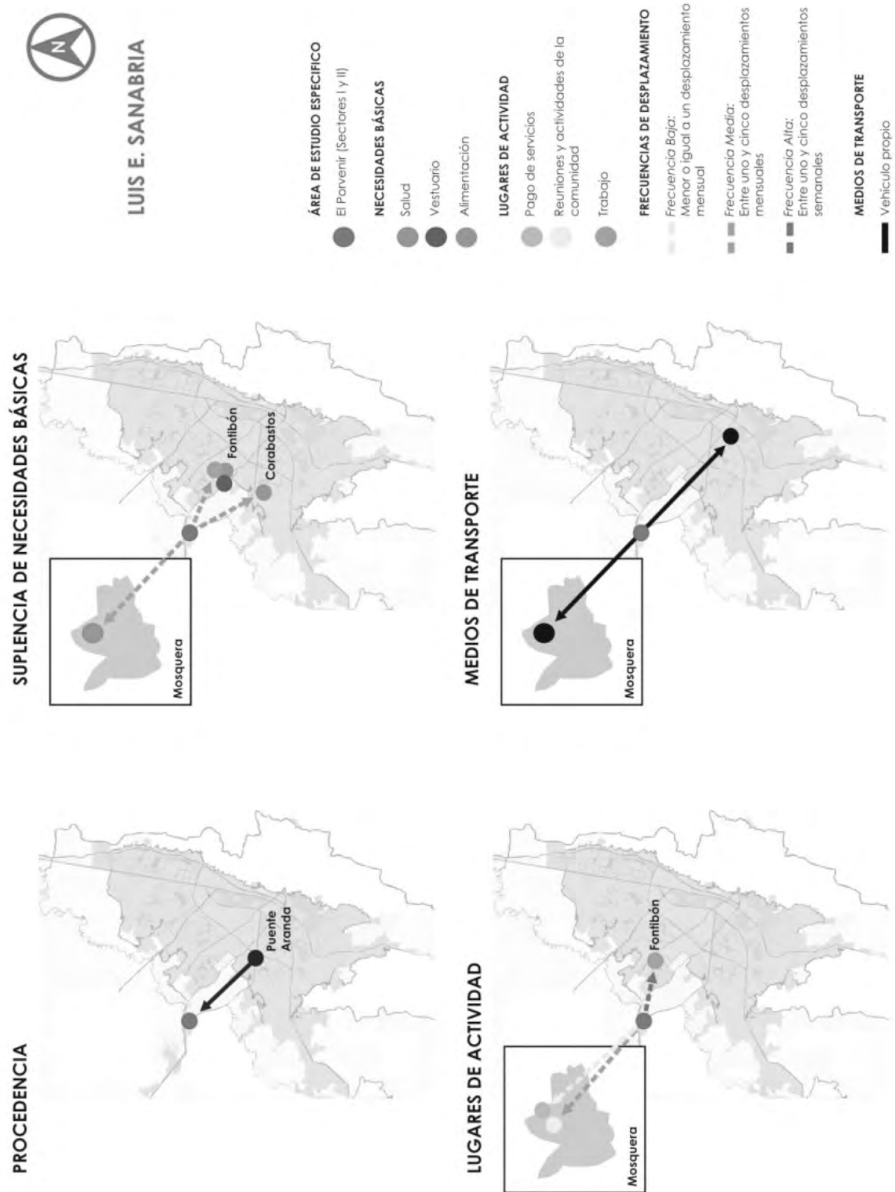 N
LUIS E. SANABRIA
PROCEDENCIA
Puente
Aranda
SUPLENCIA DE NECESIDADES BÁSICAS
Mosquera
Fontibón
Corabastos
LUGARES DE ACTIVIDAD
Mosquera
Fontibón
MEDIOS DE TRANSPORTE
Mosquera
ÁREA DE ESTUDIO ESPECIFICO
El Porvenir (Sectores I y II)
NECESIDADES BÁSICAS
Salud
Vestuario
Alimentación
LUGARES DE ACTIVIDAD
Pago de servicios
Reuniones y actividades de la
comunidad
Trabajo
FRECUENCIAS DE DESPLAZAMIENTO
Frecuencia Baja:
Menor o igual a un desplazamiento
mensual
Frecuencia Media:
Entre uno y cinco desplazamientos
mensuales
Frecuencia Alta:
Entre uno y cinco desplazamientos
semanales
MEDIOS DE TRANSPORTE
Vehículo propio